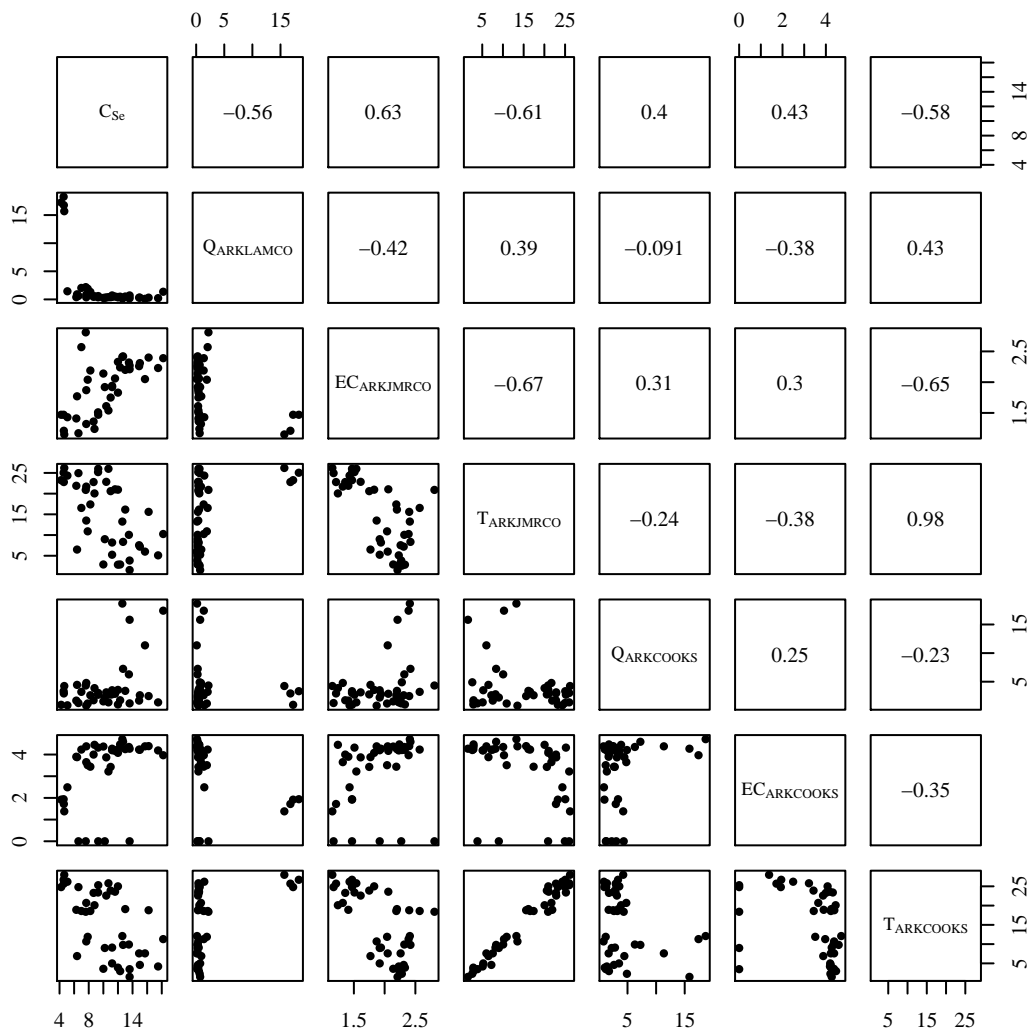 0 5 15
5 15 25
0 2 4
C_Se −0.56 0.63 −0.61 0.4 0.43 −0.58
4 8 14
0 5 15
Q_ARKLAMCO −0.42 0.39 −0.091 −0.38 0.43
EC_ARKJMRCO −0.67 0.31 0.3 −0.65
1.5 2.5
5 15 25
T_ARKJMRCO −0.24 −0.38 0.98
Q_ARKCOOKS 0.25 −0.23
5 15
0 2 4
EC_ARKCOOKS −0.35
T_ARKCOOKS
5 15 25
4 8 14
1.5 2.5
5 15
5 15 25